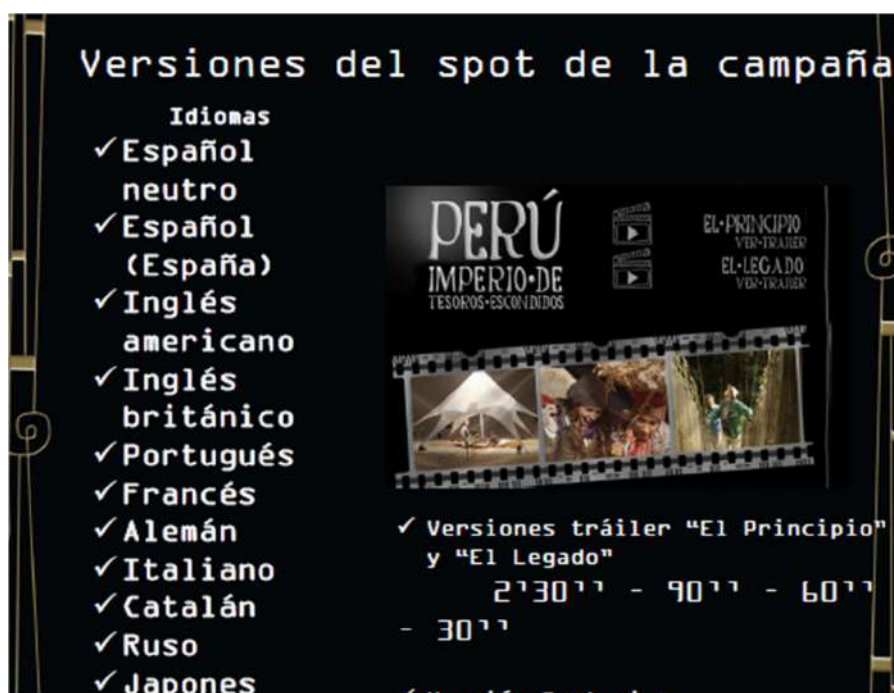 Versiones del spot de la campaña
Idiomas
✓Español
neutro
✓Español
(España)
✓Inglés
americano
✓Inglés
británico
✓Portugués
✓Francés
✓Alemán
✓Italiano
✓Catalán
✓Ruso
✓Japones
PERÚ
IMPERIO•DE
TESOROS•ESCONDIDOS
EL•PRINCIPIO
VER•TRAILER
EL•LEGADO
VER•TRAILER
✓ Versiones tráiler “El Principio”
y “El Legado”
2'30'' - 90'' - 60''
- 30''